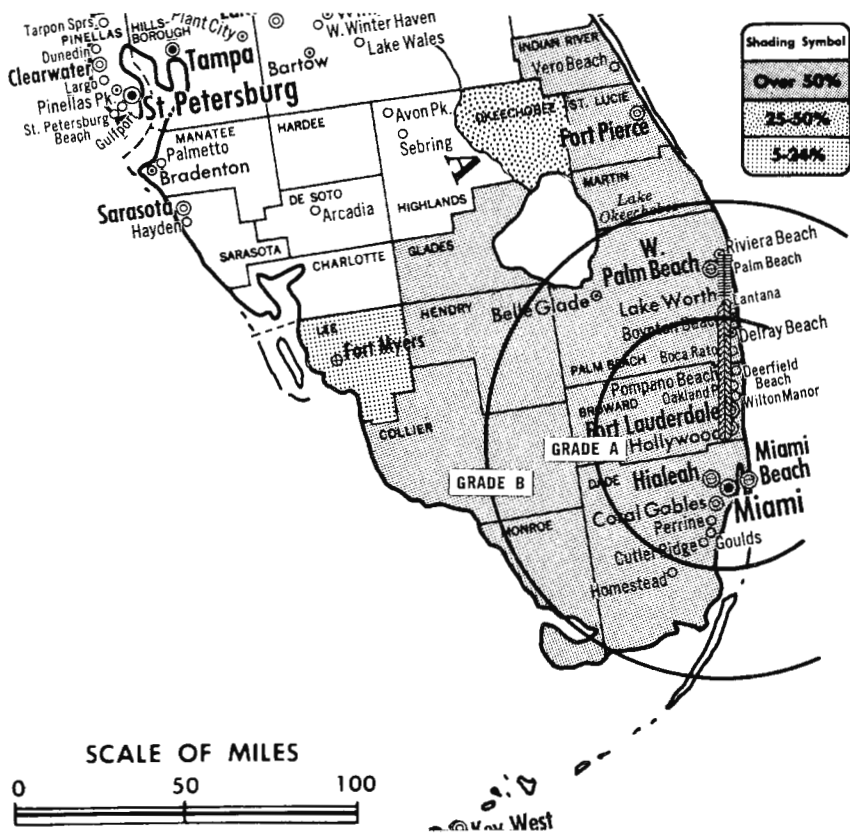 Tarpon Sprs
PINELLAS
HILLS-
BOROUGH
Plant City
Dunedin
Clearwater
Tampa
Largo
Pinellas Pk.
St. Petersburg
St. Petersburg
Beach
Gulfport
W. Winter Haven
Lake Wales
Bartow
MANATEE
Palmetto
Bradenton
HARDEE
Avon Pk.
Sebring
OKEECHOBEE
INDIAN RIVER
Vero Beach
ST. LUCIE
Fort Pierce
Shading Symbol
Over 50%
25-50%
5-24%
A
MARTIN
Lake
Okeechobee
Sarasota
Hayden
SARASOTA
DE SOTO
Arcadia
HIGHLANDS
CHARLOTTE
GLADES
W.
Palm Beach
Riviera Beach
Palm Beach
Belle Glade
Lake Worth
Lantana
LEE
Fort Myers
HENDRY
Boynton Beach
Delray Beach
PALM BEACH
Boca Rato
Pompano Beach
Deerfield
Beach
Oakland P
Wilton Manor
BROWARD
Fort Lauderdale
Hollywood
COLLIER
GRADE A
GRADE B
DADE
Hialeah
Miami
Beach
Miami
Coral Gables
Perrine
Cutler Ridge
Goulds
MONROE
Homestead
SCALE OF MILES
0 50 100
Key West